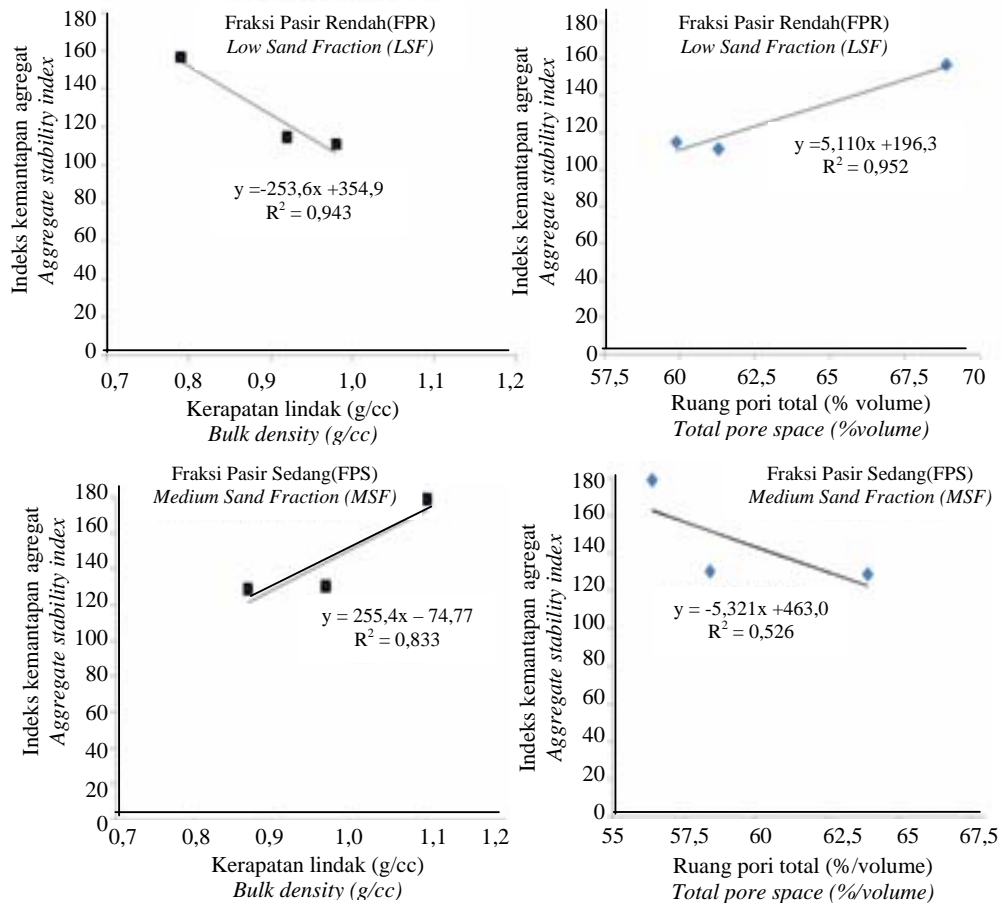 Fraksi Pasir Rendah(FPR)
Low Sand Fraction (LSF)
Indeks kemantapan agregat
Aggregate stability index
180
160
140
120
100
80
60
40
20
0
y =-253,6x +354,9
R² = 0,943
0,7 0,8 0,9 1,0 1,1 1,2
Kerapatan lindak (g/cc)
Bulk density (g/cc)
Fraksi Pasir Rendah(FPR)
Low Sand Fraction (LSF)
Indeks kemantapan agregat
Aggregate stability index
180
160
140
120
100
80
60
40
20
0
y =5,110x +196,3
R² = 0,952
57,5 60 62,5 65 67,5 70
Ruang pori total (% volume)
Total pore space (%volume)
Fraksi Pasir Sedang(FPS)
Medium Sand Fraction (MSF)
Indeks kemantapan agregat
Aggregate stability index
180
160
140
120
100
80
60
40
20
0
y = 255,4x – 74,77
R² = 0,833
0,7 0,8 0,9 1,0 1,1 1,2
Kerapatan lindak (g/cc)
Bulk density (g/cc)
Fraksi Pasir Sedang(FPS)
Medium Sand Fraction (MSF)
Indeks kemantapan agregat
Aggregate stability index
180
160
140
120
100
80
60
40
20
0
y = -5,321x +463,0
R² = 0,526
55 57,5 60 62,5 65 67,5
Ruang pori total (%/volume)
Total pore space (%/volume)